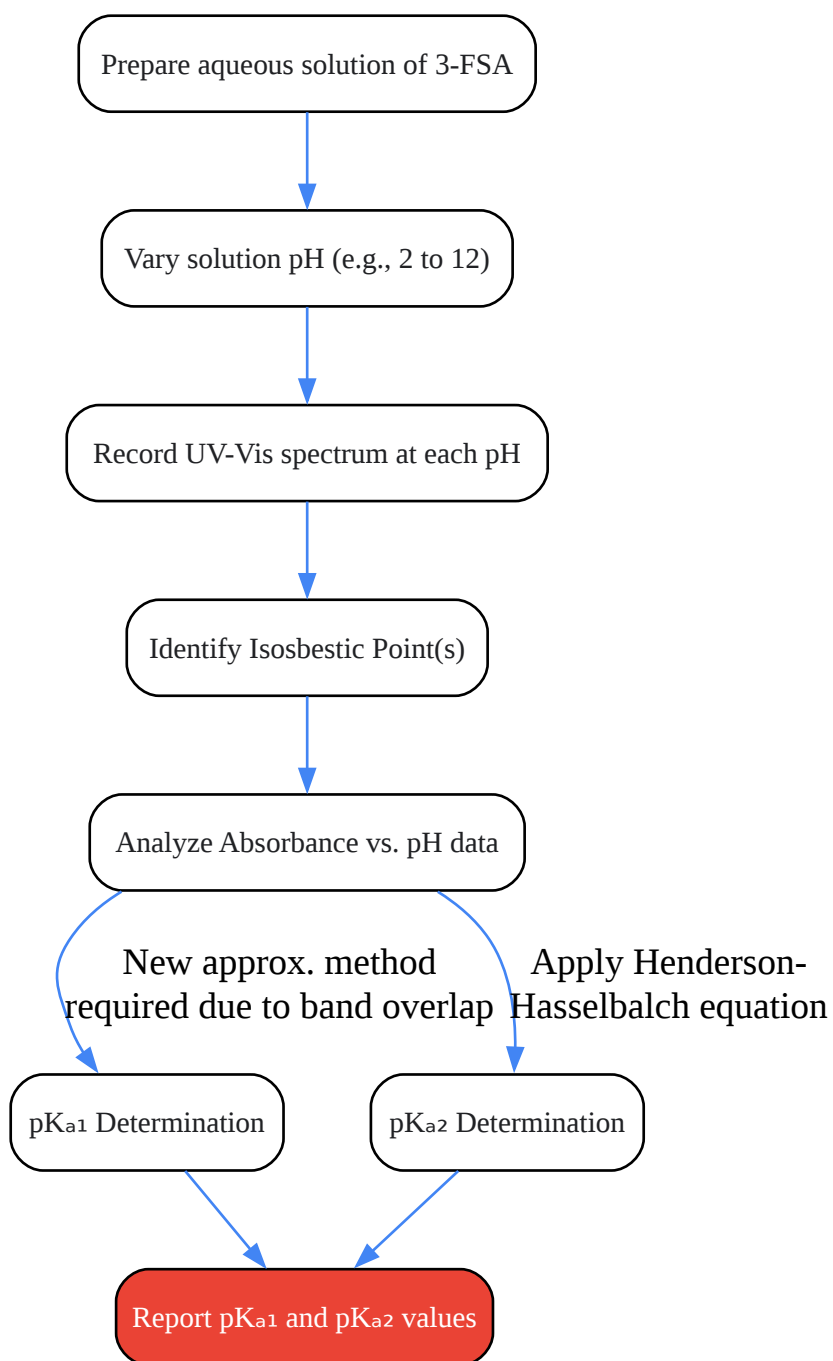 Prepare aqueous solution of 3-FSA
Vary solution pH (e.g., 2 to 12)
Record UV-Vis spectrum at each pH
Identify Isosbestic Point(s)
Analyze Absorbance vs. pH data
New approx. method
required due to band overlap
Apply Henderson-
Hasselbalch equation
pKₐ₁ Determination
pKₐ₂ Determination
Report pKₐ₁ and pKₐ₂ values